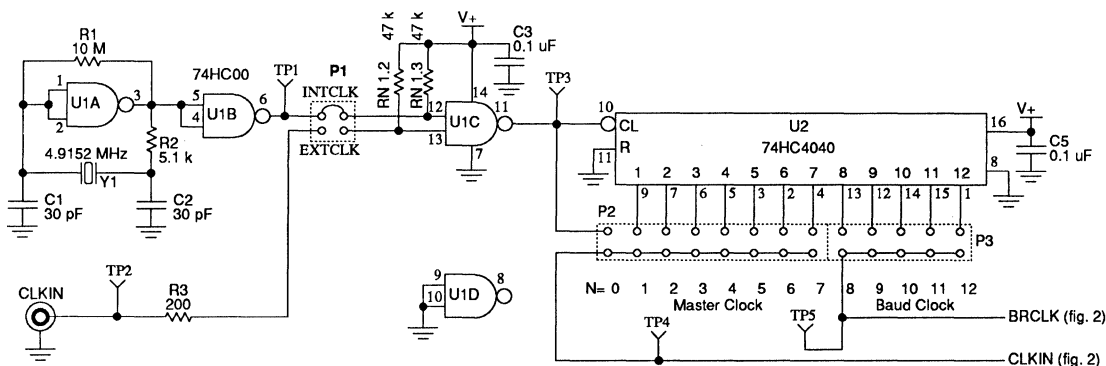 R1
10 M
1
2
U1A
3
74HC00
5
4
U1B
6
TP1
P1
INTCLK
EXTCLK
R2
5.1 k
4.9152 MHz
Y1
C1
30 pF
C2
30 pF
47 k
47 k
RN 1.2
RN 1.3
V+
C3
0.1 uF
14
12
13
U1C
11
7
TP3
10
CL
R
11
U2
74HC4040
16
8
V+
C5
0.1 uF
1 2 3 4 5 6 7 8 9 10 11 12
9 7 6 5 3 2 4 13 12 14 15 1
P2
P3
N= 0 1 2 3 4 5 6 7 8 9 10 11 12
Master Clock
Baud Clock
CLKIN
TP2
R3
200
9
10
U1D
8
TP4
TP5
BRCLK (fig. 2)
CLKIN (fig. 2)